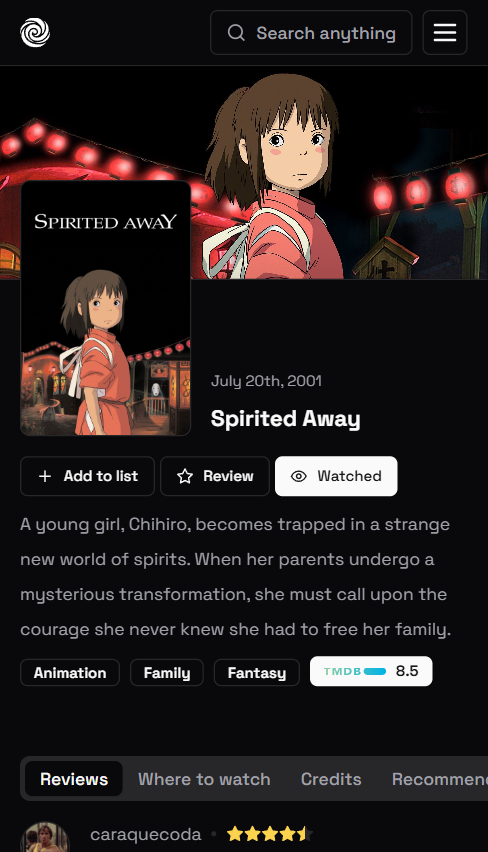 Search anything
SPIRITED AWAY
July 20th, 2001
Spirited Away
Add to list
Review
Watched
A young girl, Chihiro, becomes trapped in a strange
new world of spirits. When her parents undergo a
mysterious transformation, she must call upon the
courage she never knew she had to free her family.
Animation
Family
Fantasy
TMDB 8.5
Reviews
Where to watch
Credits
Recommen
caraquecoda •